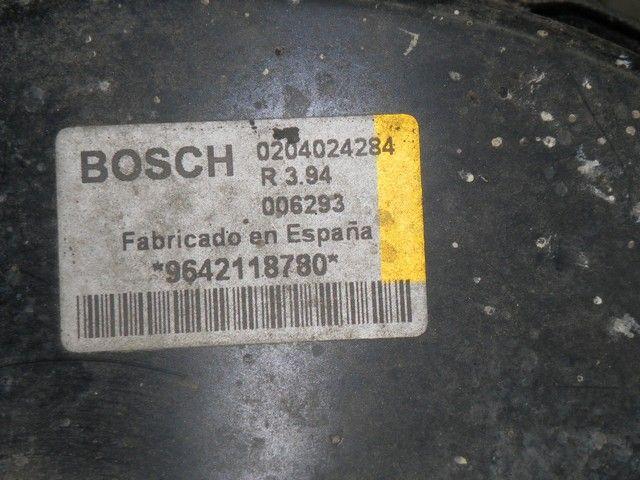 BOSCH 0204024284
R 3.94
006293
Fabricado en España
*9642118780*